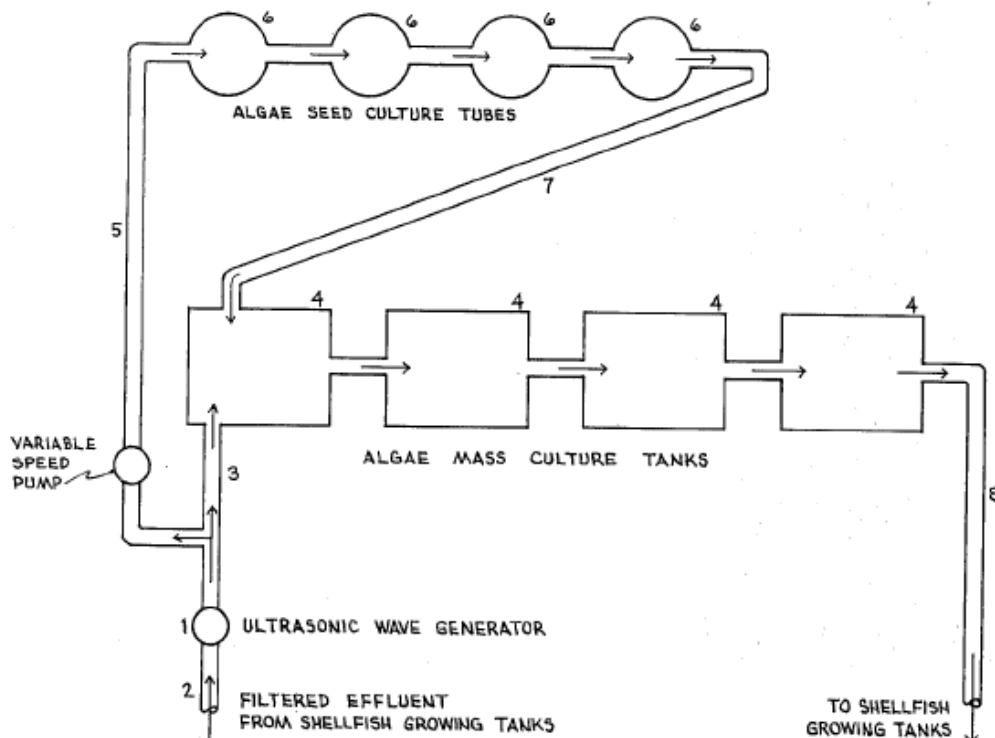 6 6 6 6
ALGAE SEED CULTURE TUBES
7
5
4 4 4 4
VARIABLE
SPEED
PUMP
3
ALGAE MASS CULTURE TANKS
8
1 ULTRASONIC WAVE GENERATOR
2 FILTERED EFFLUENT
FROM SHELLFISH GROWING TANKS
TO SHELLFISH
GROWING TANKS